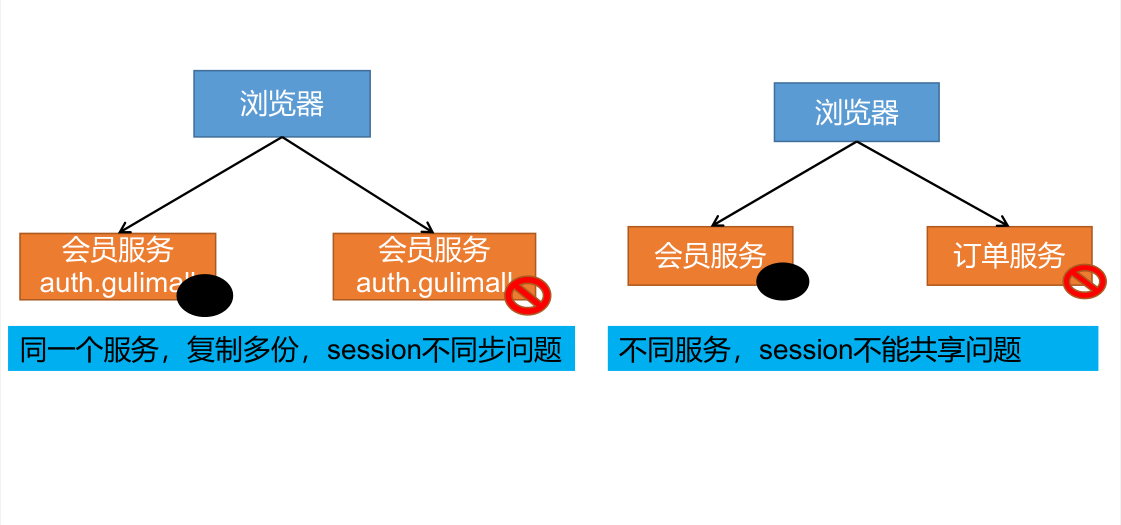 浏览器
浏览器
会员服务
auth.gulimall
会员服务
auth.gulimall
会员服务
订单服务
同一个服务，复制多份，session不同步问题
不同服务，session不能共享问题